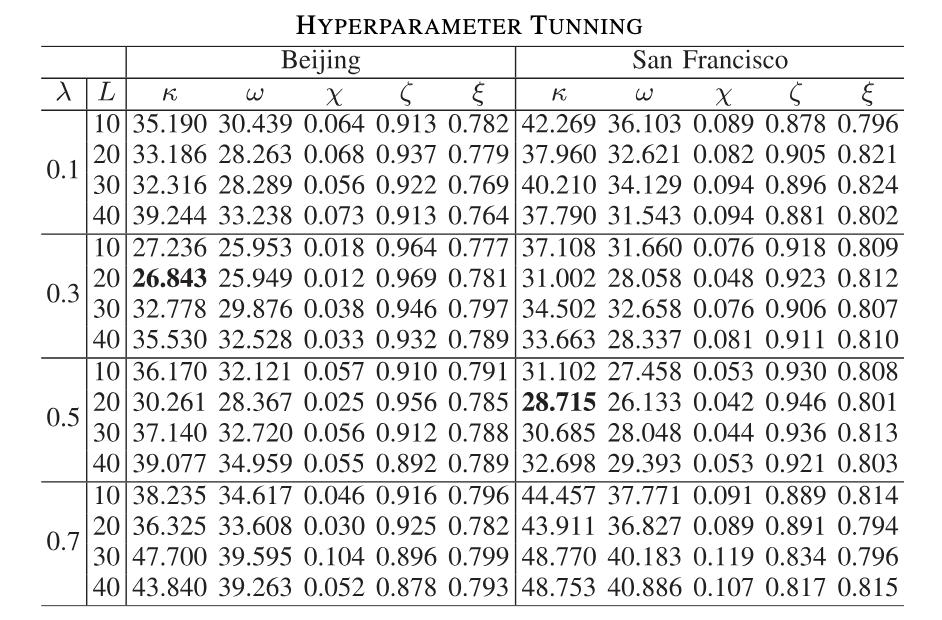 HYPERPARAMETER TUNNING
Beijing San Francisco
λ L κ ω χ ζ ξ κ ω χ ζ ξ
0.1
10 35.190 30.439 0.064 0.913 0.782 42.269 36.103 0.089 0.878 0.796
20 33.186 28.263 0.068 0.937 0.779 37.960 32.621 0.082 0.905 0.821
30 32.316 28.289 0.056 0.922 0.769 40.210 34.129 0.094 0.896 0.824
40 39.244 33.238 0.073 0.913 0.764 37.790 31.543 0.094 0.881 0.802
0.3
10 27.236 25.953 0.018 0.964 0.777 37.108 31.660 0.076 0.918 0.809
20 26.843 25.949 0.012 0.969 0.781 31.002 28.058 0.048 0.923 0.812
30 32.778 29.876 0.038 0.946 0.797 34.502 32.658 0.076 0.906 0.807
40 35.530 32.528 0.033 0.932 0.789 33.663 28.337 0.081 0.911 0.810
0.5
10 36.170 32.121 0.057 0.910 0.791 31.102 27.458 0.053 0.930 0.808
20 30.261 28.367 0.025 0.956 0.785 28.715 26.133 0.042 0.946 0.801
30 37.140 32.720 0.056 0.912 0.788 30.685 28.048 0.044 0.936 0.813
40 39.077 34.959 0.055 0.892 0.789 32.698 29.393 0.053 0.921 0.803
0.7
10 38.235 34.617 0.046 0.916 0.796 44.457 37.771 0.091 0.889 0.814
20 36.325 33.608 0.030 0.925 0.782 43.911 36.827 0.089 0.891 0.794
30 47.700 39.595 0.104 0.896 0.799 48.770 40.183 0.119 0.834 0.796
40 43.840 39.263 0.052 0.878 0.793 48.753 40.886 0.107 0.817 0.815